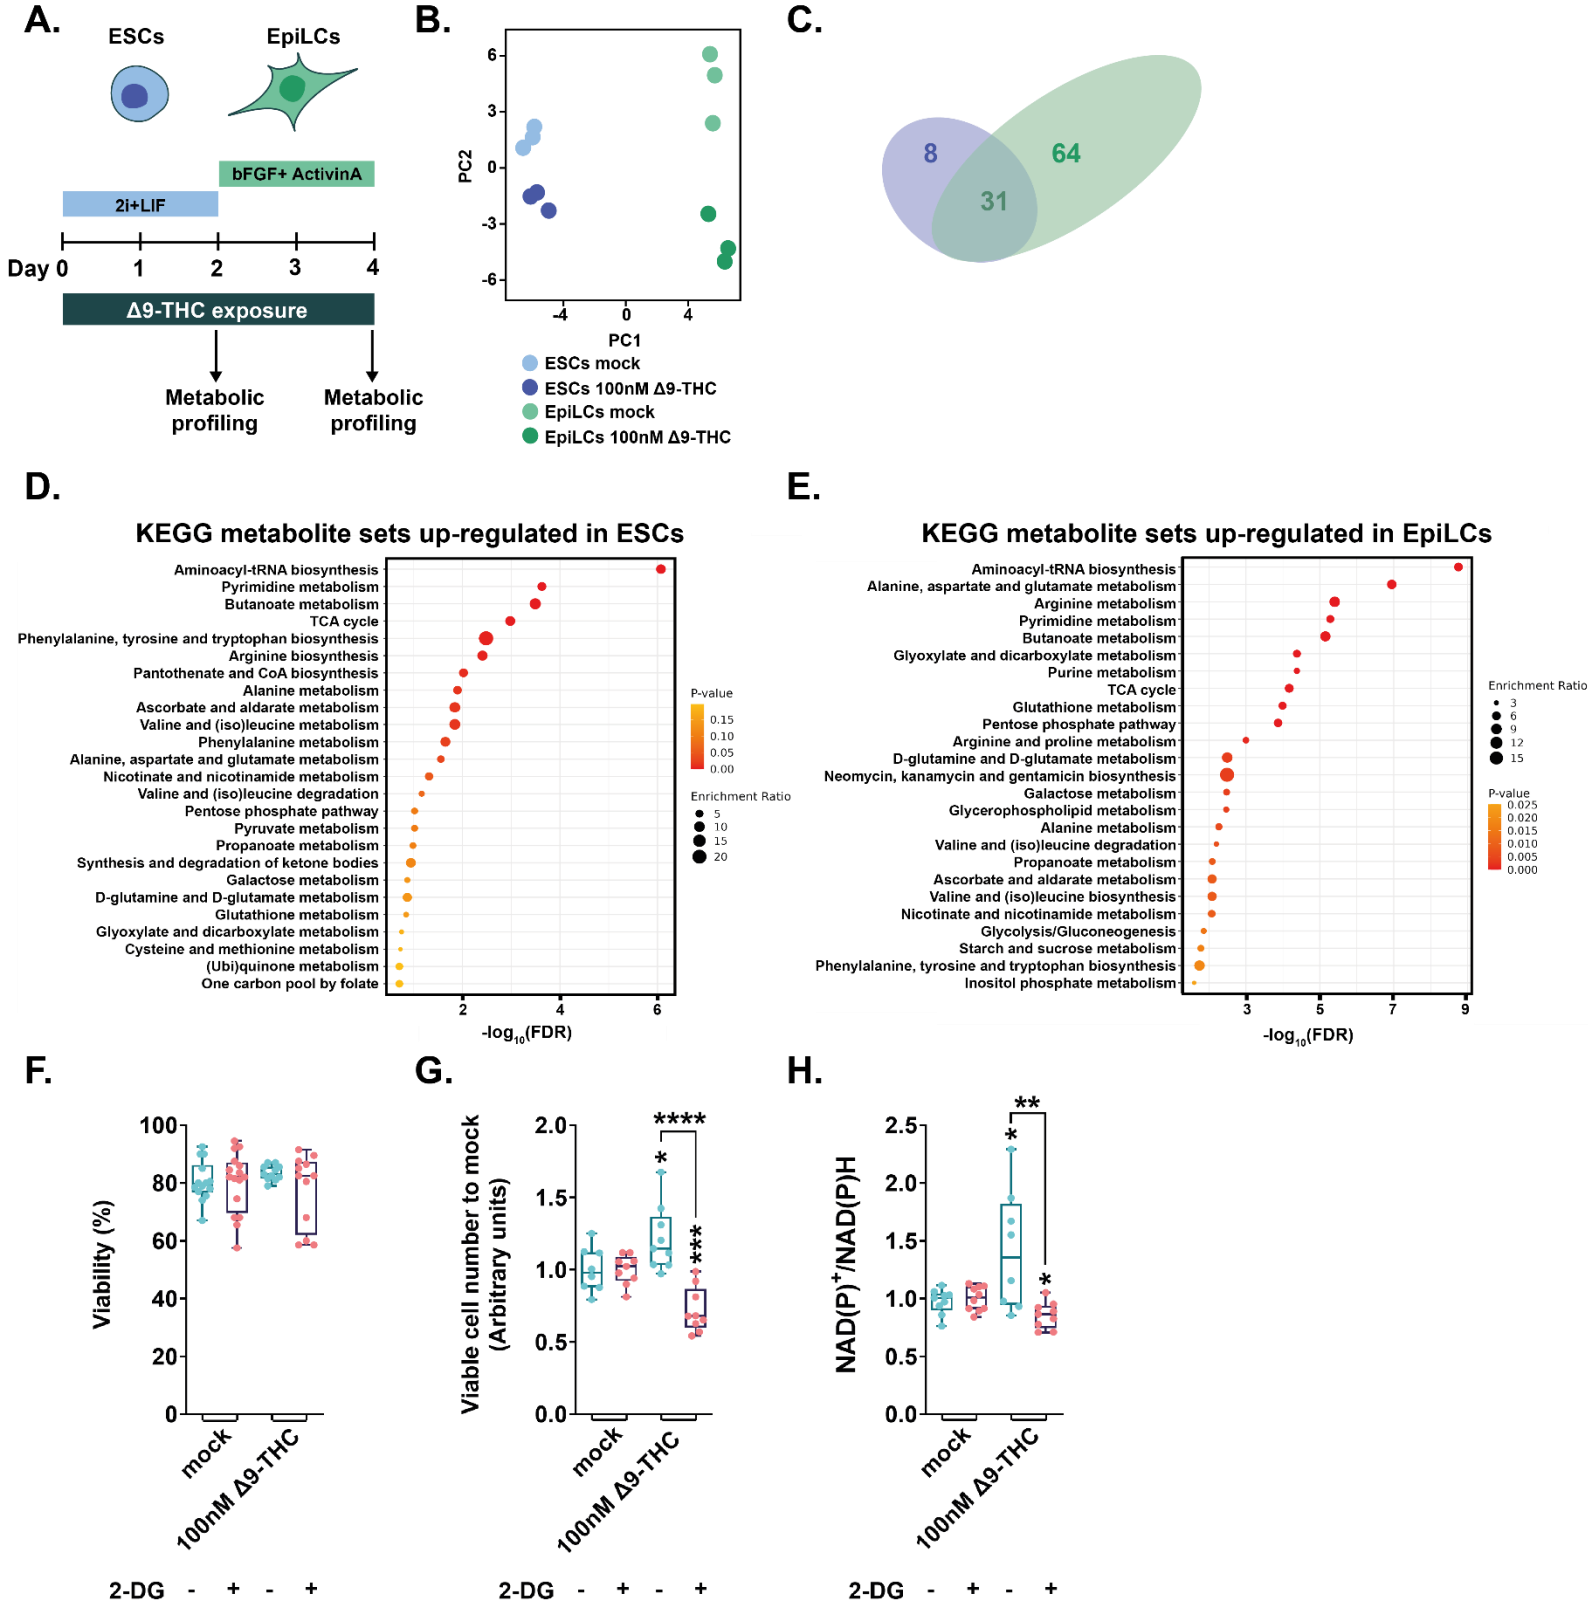 A.
ESCs
EpiLCs
bFGF+ ActivinA
2i+LIF
Day 0 1 2 3 4
Δ9-THC exposure
Metabolic profiling
Metabolic profiling
B.
PC2
6
3
0
-3
-6
-4 0 4
PC1
ESCs mock
ESCs 100nM Δ9-THC
EpiLCs mock
EpiLCs 100nM Δ9-THC
C.
8
31
64
D.
KEGG metabolite sets up-regulated in ESCs
Aminoacyl-tRNA biosynthesis
Pyrimidine metabolism
Butanoate metabolism
TCA cycle
Phenylalanine, tyrosine and tryptophan biosynthesis
Arginine biosynthesis
Pantothenate and CoA biosynthesis
Alanine metabolism
Ascorbate and aldarate metabolism
Valine and (iso)leucine metabolism
Phenylalanine metabolism
Alanine, aspartate and glutamate metabolism
Nicotinate and nicotinamide metabolism
Valine and (iso)leucine degradation
Pentose phosphate pathway
Pyruvate metabolism
Propanoate metabolism
Synthesis and degradation of ketone bodies
Galactose metabolism
D-glutamine and D-glutamate metabolism
Glutathione metabolism
Glyoxylate and dicarboxylate metabolism
Cysteine and methionine metabolism
(Ubi)quinone metabolism
One carbon pool by folate
2 4 6
-log10(FDR)
P-value
0.15
0.10
0.05
0.00
Enrichment Ratio
5
10
15
20
E.
KEGG metabolite sets up-regulated in EpiLCs
Aminoacyl-tRNA biosynthesis
Alanine, aspartate and glutamate metabolism
Arginine metabolism
Pyrimidine metabolism
Butanoate metabolism
Glyoxylate and dicarboxylate metabolism
Purine metabolism
TCA cycle
Glutathione metabolism
Pentose phosphate pathway
Arginine and proline metabolism
D-glutamine and D-glutamate metabolism
Neomycin, kanamycin and gentamicin biosynthesis
Galactose metabolism
Glycerophospholipid metabolism
Alanine metabolism
Valine and (iso)leucine degradation
Propanoate metabolism
Ascorbate and aldarate metabolism
Valine and (iso)leucine biosynthesis
Nicotinate and nicotinamide metabolism
Glycolysis/Gluconeogenesis
Starch and sucrose metabolism
Phenylalanine, tyrosine and tryptophan biosynthesis
Inositol phosphate metabolism
3 5 7 9
-log10(FDR)
Enrichment Ratio
3
6
9
12
15
P-value
0.025
0.020
0.015
0.010
0.005
0.000
F.
Viability (%)
100
80
60
40
20
0
mock
100nM Δ9-THC
2-DG - + - +
G.
Viable cell number to mock
(Arbitrary units)
2.0
1.5
1.0
0.5
0.0
****
*
***
mock
100nM Δ9-THC
2-DG - + - +
H.
NAD(P)+/NAD(P)H
2.5
2.0
1.5
1.0
0.5
0.0
**
*
*
mock
100nM Δ9-THC
2-DG - + - +